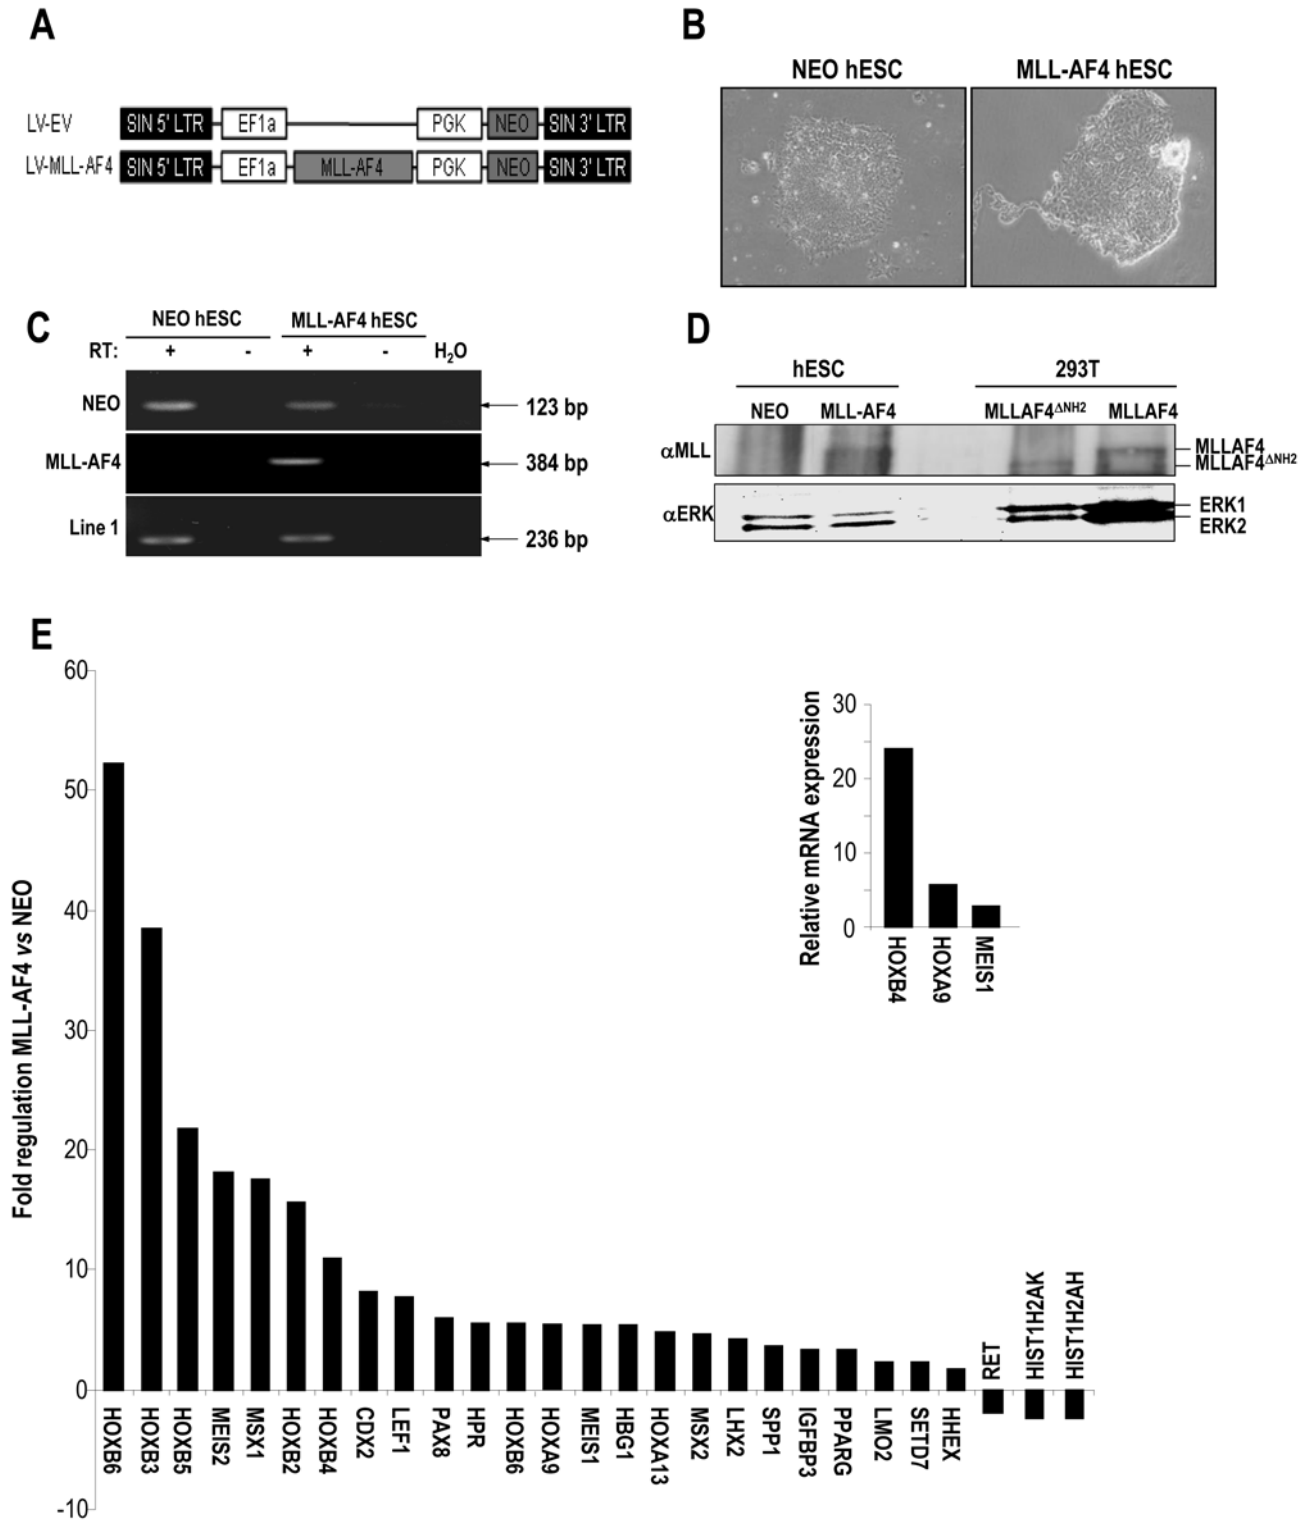 A
LV-EV SIN 5' LTR EF1a PGK NEO SIN 3' LTR
LV-MLL-AF4 SIN 5' LTR EF1a MLL-AF4 PGK NEO SIN 3' LTR
B
NEO hESC MLL-AF4 hESC
C
NEO hESC MLL-AF4 hESC
RT: + - + - H₂O
NEO 123 bp
MLL-AF4 384 bp
Line 1 236 bp
D
hESC 293T
NEO MLL-AF4 MLLAF4^ΔNH2 MLLAF4
αMLL MLLAF4
MLLAF4^ΔNH2
αERK ERK1
ERK2
E
Fold regulation MLL-AF4 vs NEO
60
50
40
30
20
10
0
-10
HOXB6
HOXB3
HOXB5
MEIS2
MSX1
HOXB2
HOXB4
CDX2
LEF1
PAX8
HPR
HOXB6
HOXA9
MEIS1
HBG1
HOXA13
MSX2
LHX2
SPP1
IGFBP3
PPARG
LMO2
SETD7
HHEX
RET
HIST1H2AK
HIST1H2AH
Relative mRNA expression
30
20
10
0
HOXB4
HOXA9
MEIS1